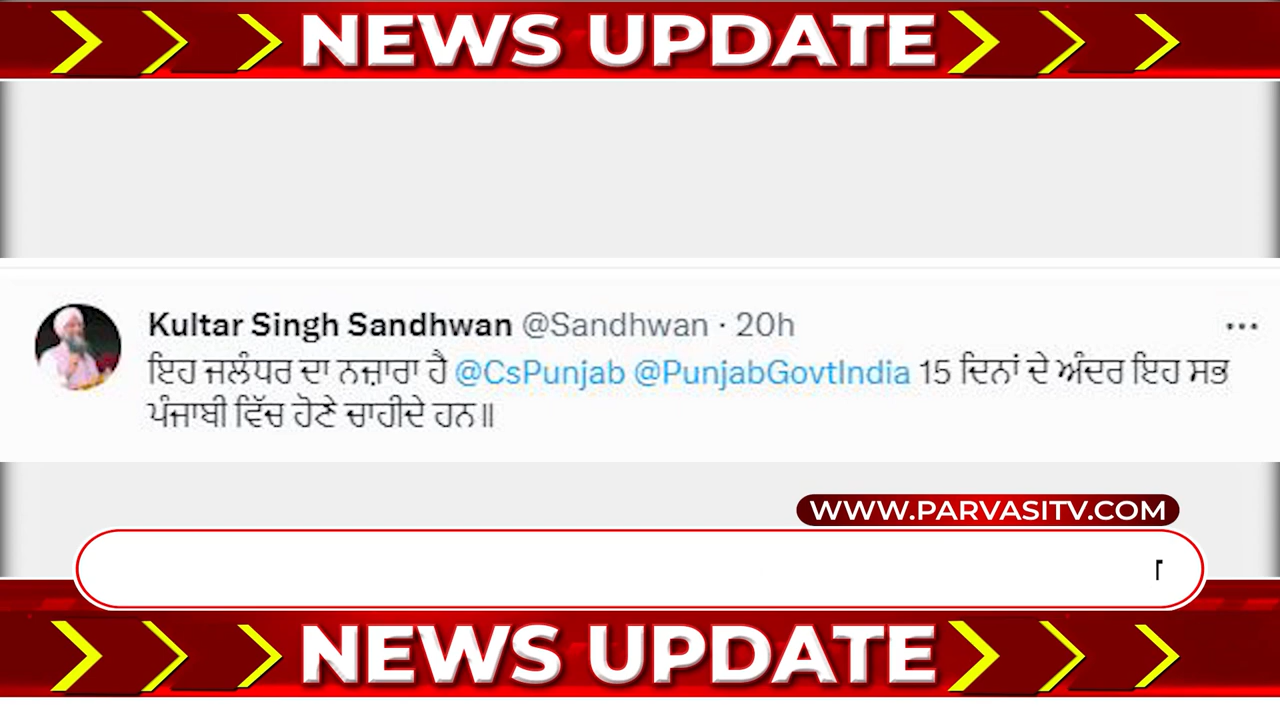 NEWS UPDATE
Kultar Singh Sandhwan @Sandhwan · 20h
ਇਹ ਜਲੰਧਰ ਦਾ ਨਜ਼ਾਰਾ ਹੈ @CsPunjab @PunjabGovtIndia 15 ਦਿਨਾਂ ਦੇ ਅੰਦਰ ਇਹ ਸਭ
ਪੰਜਾਬੀ ਵਿੱਚ ਹੋਣੇ ਚਾਹੀਦੇ ਹਨ॥
WWW.PARVASITV.COM
NEWS UPDATE